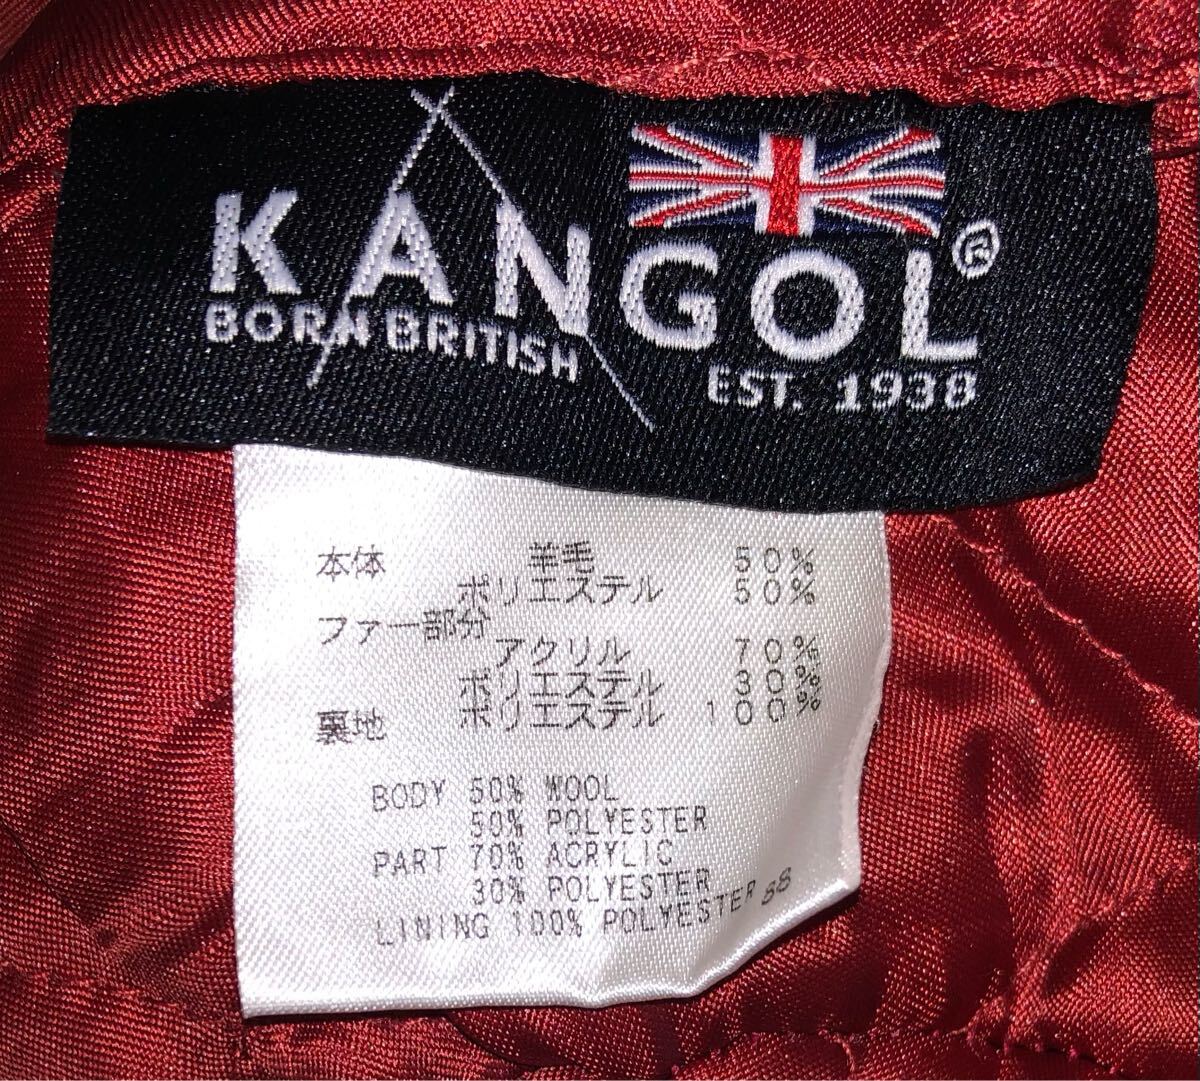 KANGOL®
BORN BRITISH
EST. 1938
本体 羊毛 50%
ポリエステル 50%
ファー部分
アクリル 70%
ポリエステル 30%
裏地 ポリエステル 100%
BODY 50% WOOL
50% POLYESTER
PART 70% ACRYLIC
30% POLYESTER
LINING 100% POLYESTER 88